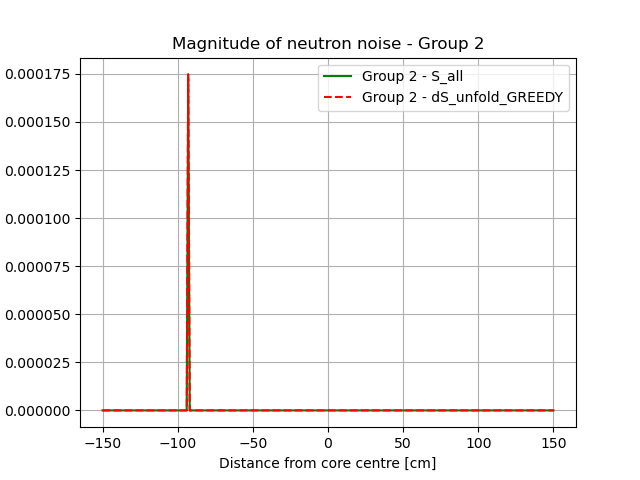 Magnitude of neutron noise - Group 2
0.000175
0.000150
0.000125
0.000100
0.000075
0.000050
0.000025
0.000000
Group 2 - S_all
Group 2 - dS_unfold_GREEDY
−150 −100 −50 0 50 100 150
Distance from core centre [cm]